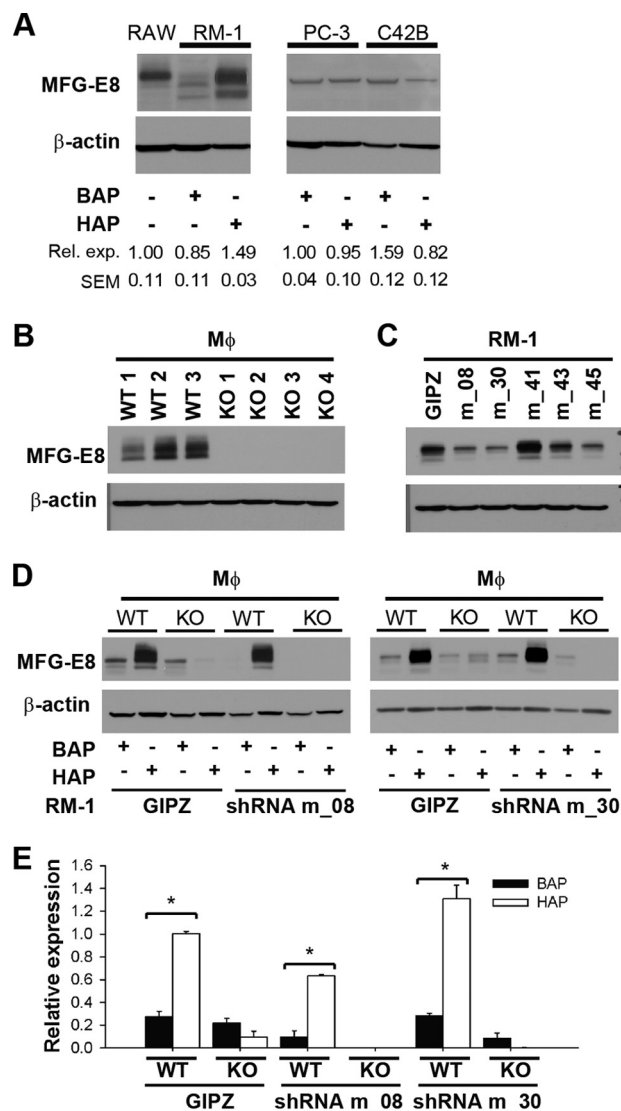 A
RAW RM-1 PC-3 C42B
MFG-E8
β-actin
BAP - + - + - + -
HAP - - + - + - +
Rel. exp. 1.00 0.85 1.49 1.00 0.95 1.59 0.82
SEM 0.11 0.11 0.03 0.04 0.10 0.12 0.12
B
Mϕ
WT 1 WT 2 WT 3 KO 1 KO 2 KO 3 KO 4
MFG-E8
β-actin
C
RM-1
GIPZ m_08 m_30 m_41 m_43 m_45
D
Mϕ Mϕ
WT KO WT KO WT KO WT KO
MFG-E8
β-actin
BAP + - + - + - + - + - + - + - + -
HAP - + - + - + - + - + - + - + - +
RM-1 GIPZ shRNA m_08 GIPZ shRNA m_30
E
Relative expression
1.6
1.4
1.2
1.0
0.8
0.6
0.4
0.2
0.0
* * *
BAP
HAP
WT KO WT KO WT KO
GIPZ shRNA m_08 shRNA m_30